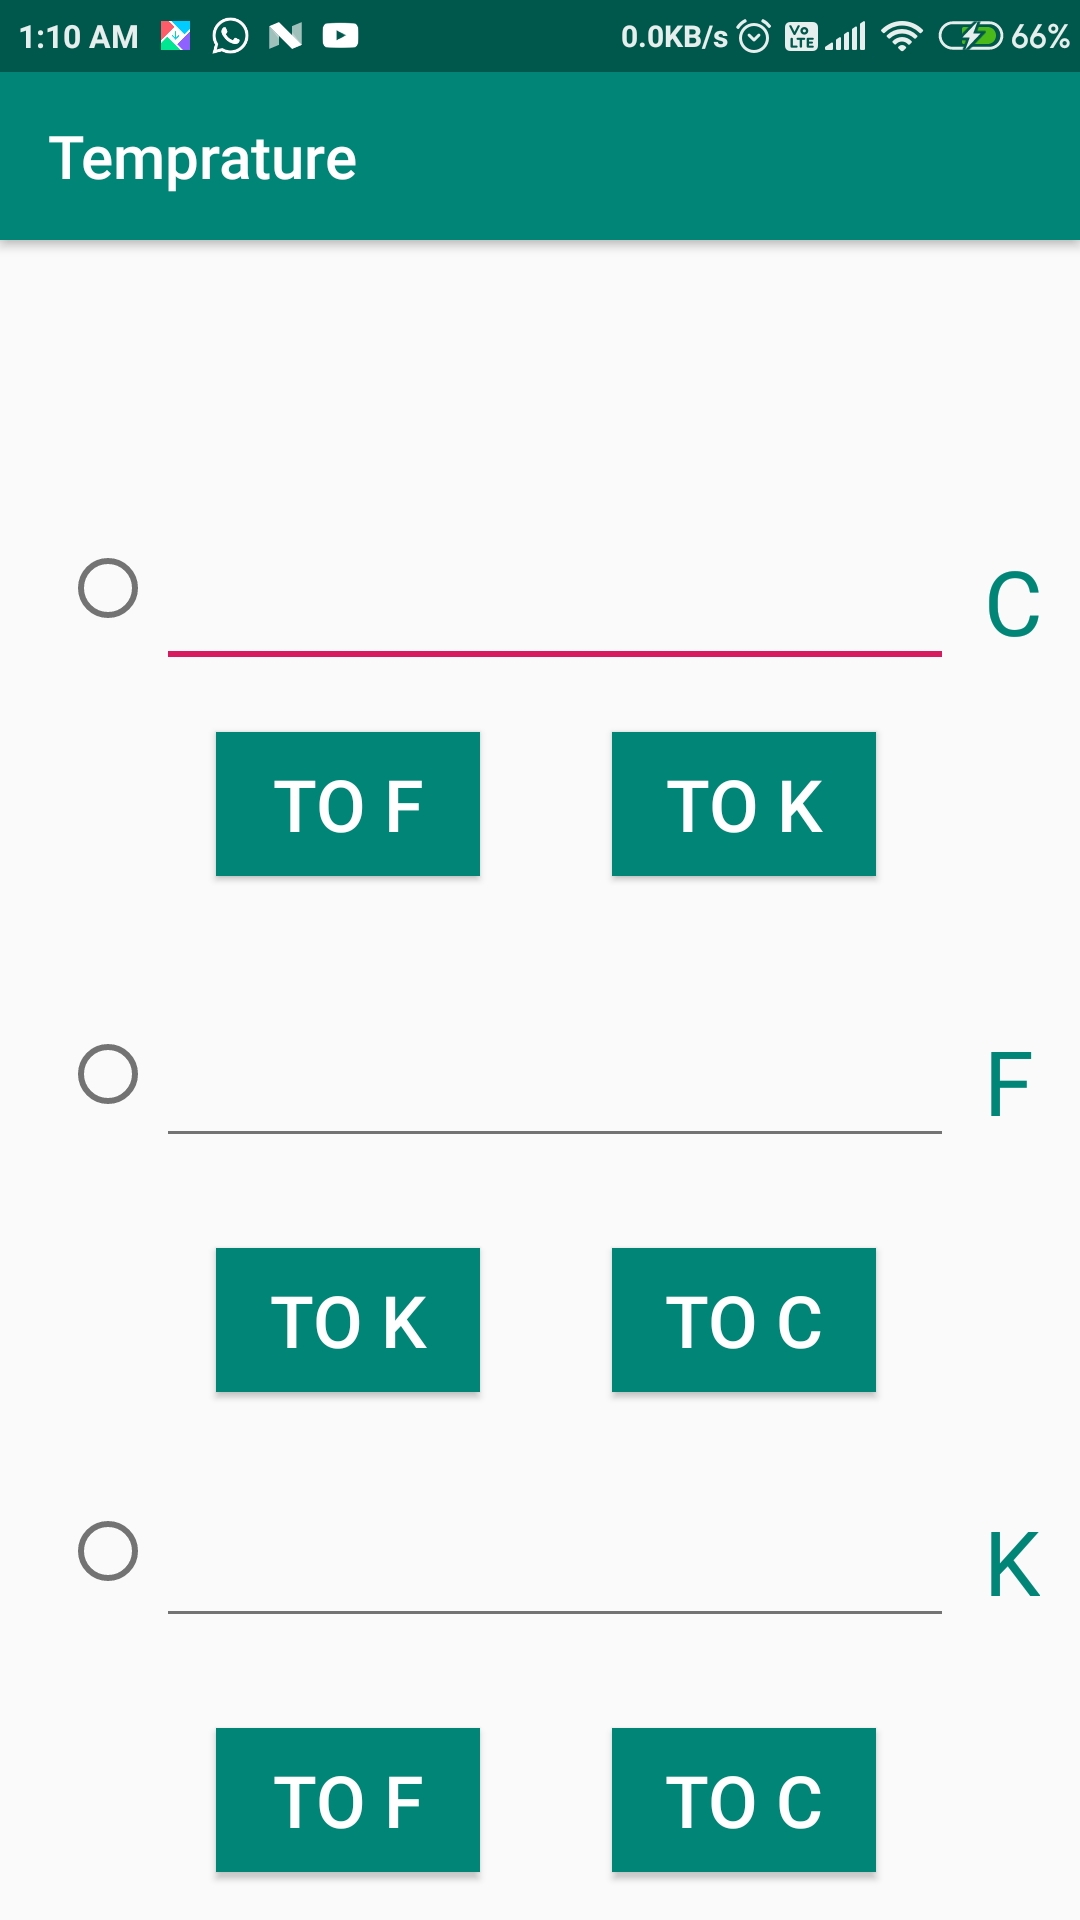 1:10 AM 0.0KB/s Vo LTE 66%
Temprature
C
TO F TO K
F
TO K TO C
K
TO F TO C